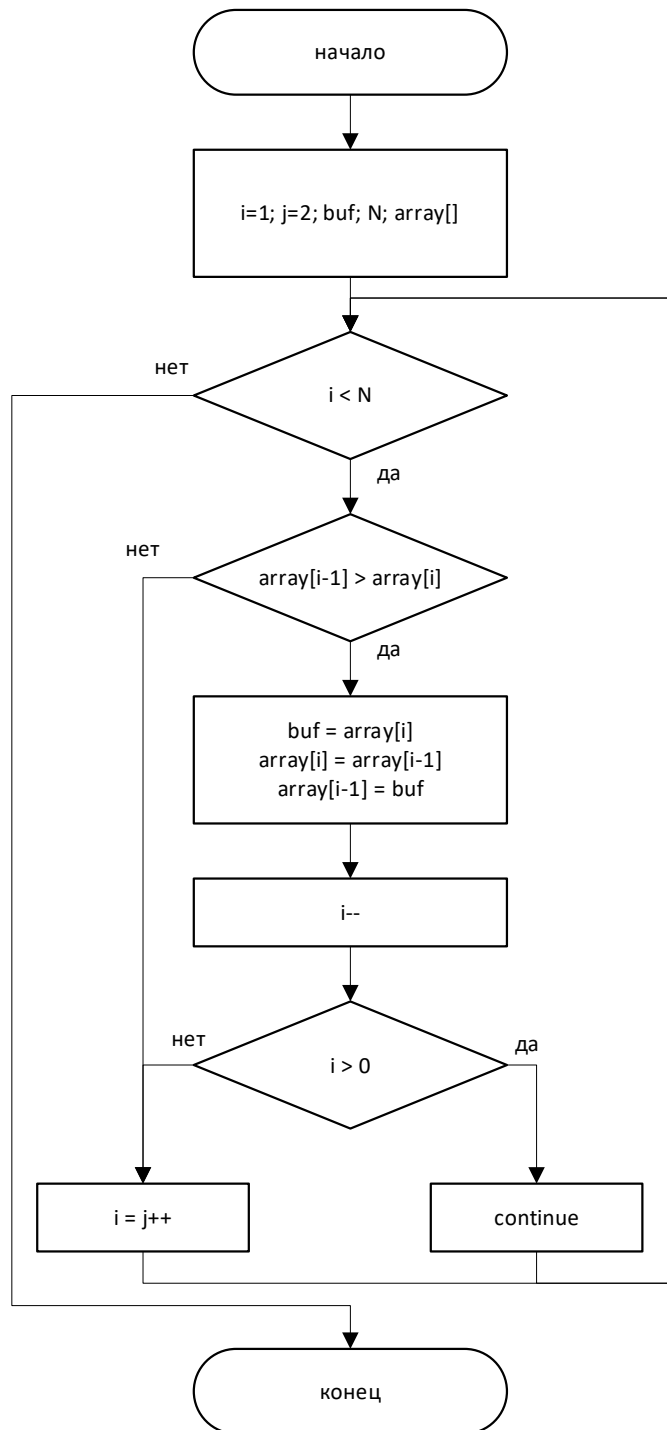 начало
i=1; j=2; buf; N; array[]
нет
i < N
да
нет
array[i-1] > array[i]
да
buf = array[i]
array[i] = array[i-1]
array[i-1] = buf
i--
нет
i > 0
да
i = j++
continue
конец